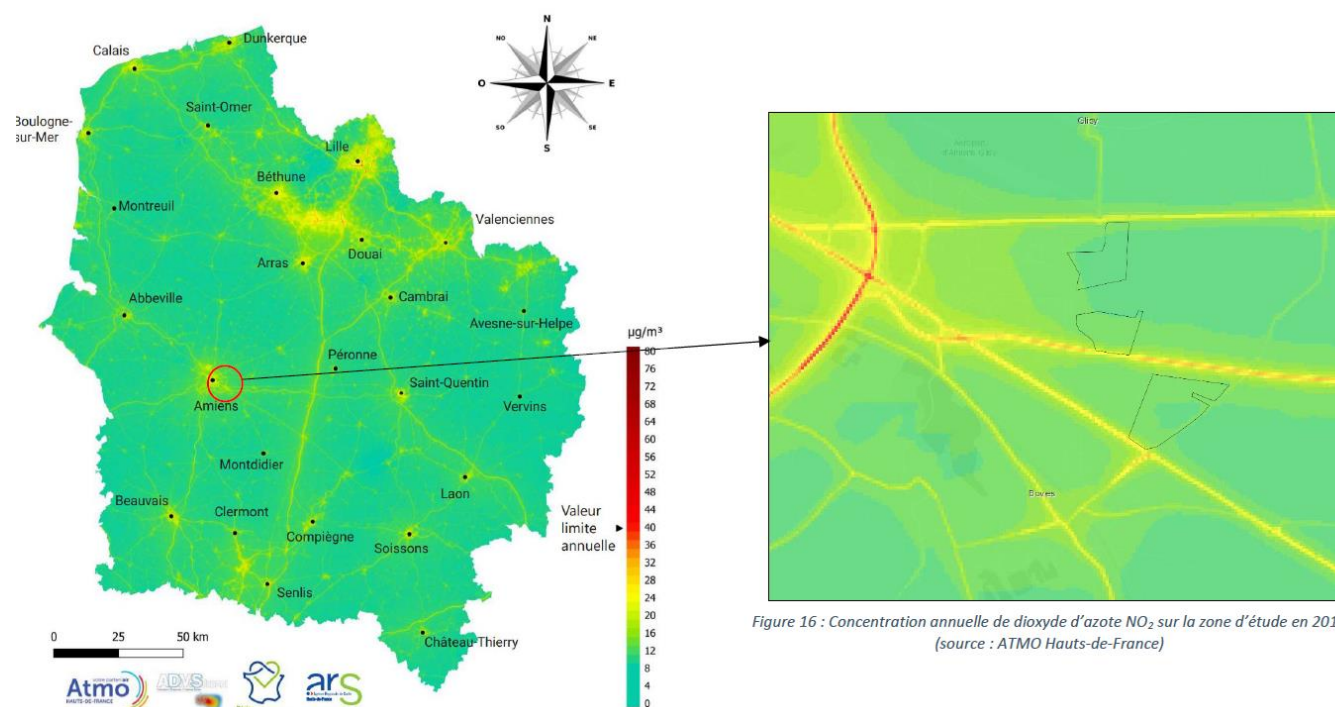 N
NO
NE
O
E
SO
SE
S
Dunkerque
Calais
Saint-Omer
Boulogne-
sur-Mer
Lille
Béthune
Montreuil
Valenciennes
Douai
Arras
Abbeville
Cambrai
Avesne-sur-Helpe
Péronne
Saint-Quentin
Amiens
Vervins
Montdidier
Laon
Beauvais
Clermont
Compiègne
Soissons
Senlis
Château-Thierry
µg/m³
80
76
72
68
64
60
56
52
48
44
40
36
32
28
24
20
16
12
8
4
0
Valeur
limite
annuelle
0 25 50 km
Atmo
HAUTS-DE-FRANCE
ars
Glisy
Boves
Figure 16 : Concentration annuelle de dioxyde d'azote NO₂ sur la zone d'étude en 201
(source : ATMO Hauts-de-France)